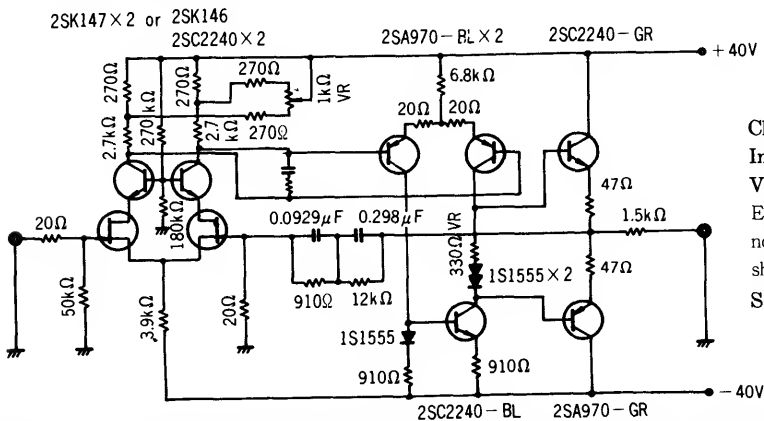 2SK147×2 or 2SK146
2SC2240×2
2SA970-BL×2
2SC2240-GR
+40V
270Ω
270 kΩ
270Ω
270Ω
270Ω
1kΩ
VR
2.7kΩ
2.7 kΩ
6.8kΩ
20Ω
20Ω
47Ω
1.5kΩ
47Ω
20Ω
50kΩ
180kΩ
3.9kΩ
20Ω
0.0929μF
0.298μF
910Ω
12kΩ
330Ω VR
1S1555×2
1S1555
910Ω
910Ω
2SC2240-BL
2SA970-GR
-40V
In
V
E
no
sh
S